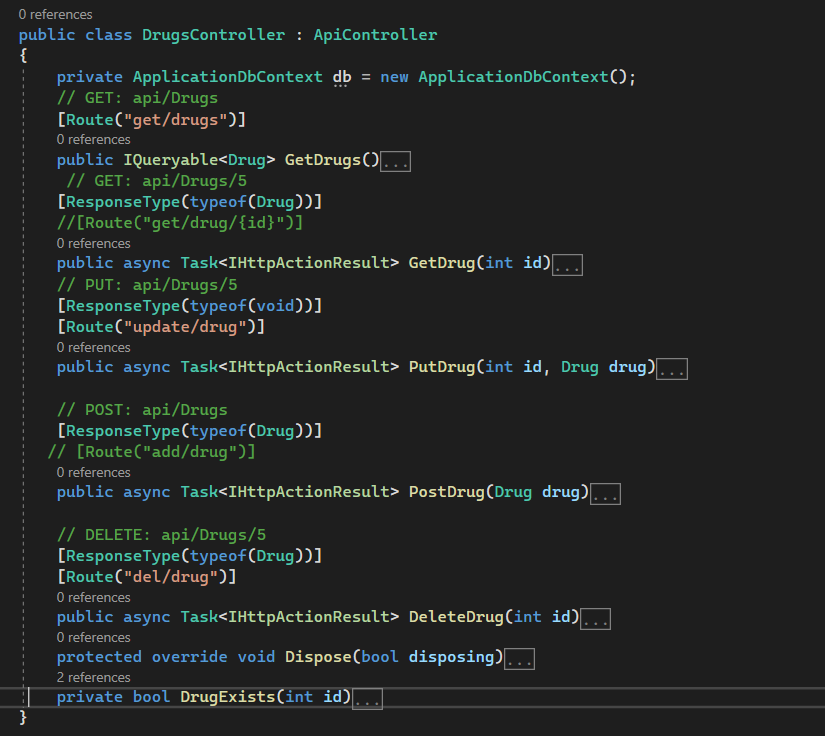 0 references
public class DrugsController : ApiController
{
private ApplicationDbContext db = new ApplicationDbContext();
// GET: api/Drugs
[Route("get/drugs")]
0 references
public IQueryable<Drug> GetDrugs()...
// GET: api/Drugs/5
[ResponseType(typeof(Drug))]
//[Route("get/drug/{id}")]
0 references
public async Task<IHttpActionResult> GetDrug(int id)...
// PUT: api/Drugs/5
[ResponseType(typeof(void))]
[Route("update/drug")]
0 references
public async Task<IHttpActionResult> PutDrug(int id, Drug drug)...
// POST: api/Drugs
[ResponseType(typeof(Drug))]
// [Route("add/drug")]
0 references
public async Task<IHttpActionResult> PostDrug(Drug drug)...
// DELETE: api/Drugs/5
[ResponseType(typeof(Drug))]
[Route("del/drug")]
0 references
public async Task<IHttpActionResult> DeleteDrug(int id)...
0 references
protected override void Dispose(bool disposing)...
2 references
private bool DrugExists(int id)...
}